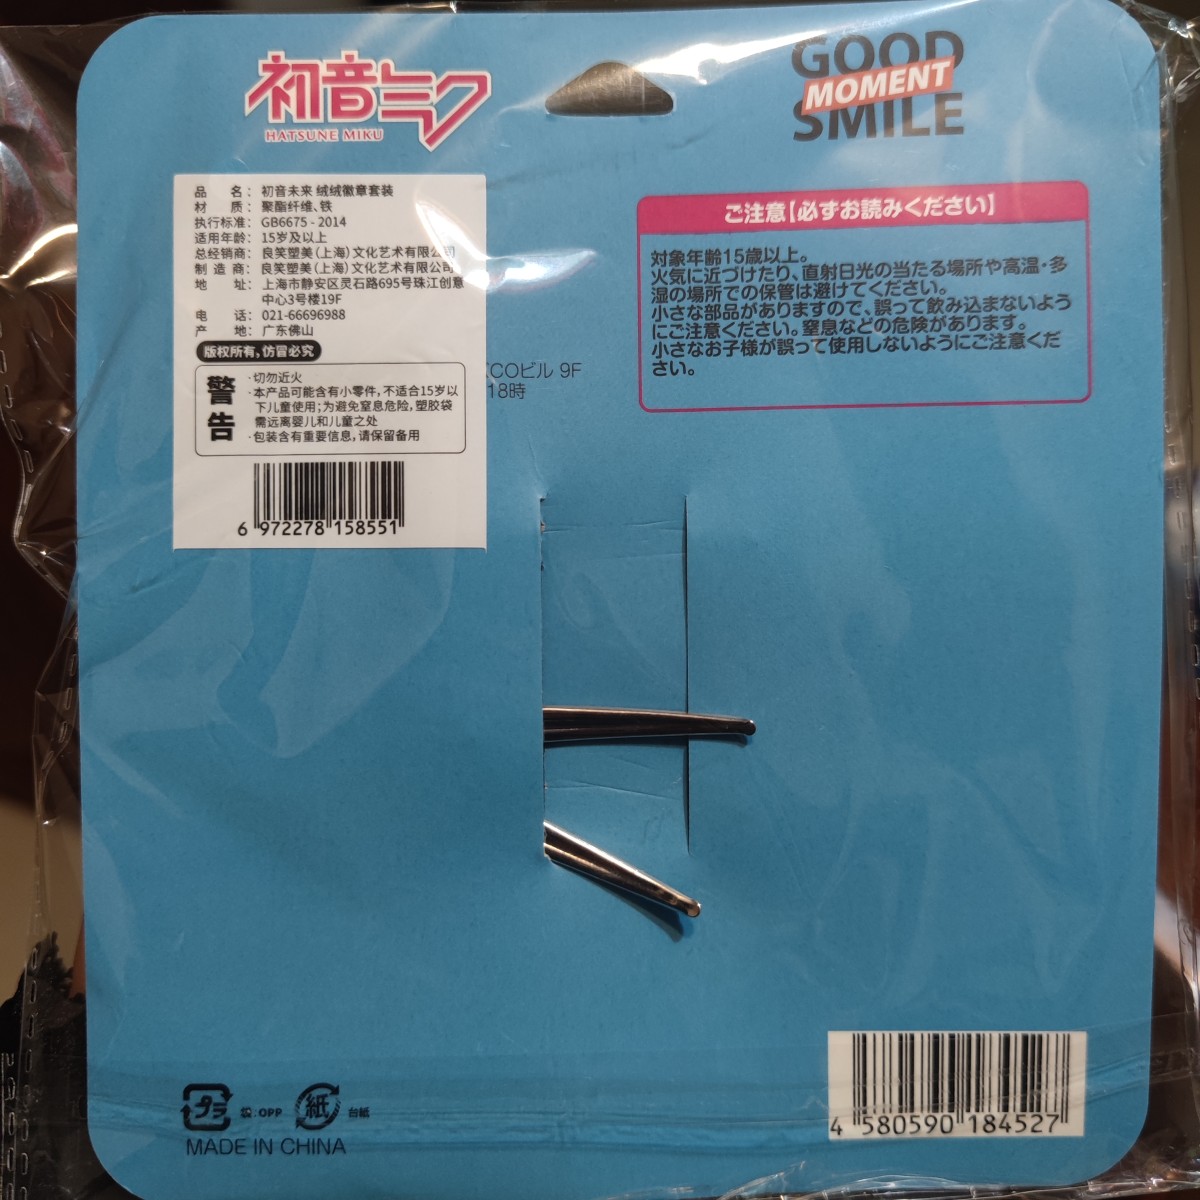 初音ミク
HATSUNE MIKU
GOOD
MOMENT
SMILE
品 名：初音未来 绒绒徽章套装
材 质：聚酯纤维、铁
执行标准：GB6675 - 2014
适用年龄：15岁及以上
总经销商：良笑塑美（上海）文化艺术有限公司
制 造 商：良笑塑美（上海）文化艺术有限公司
地 址：上海市静安区灵石路695号珠江创意
中心3号楼19F
电 话：021-66696988
产 地：广东佛山
版权所有，仿冒必究
警告
·切勿近火
·本产品可能含有小零件，不适合15岁以
下儿童使用；为避免窒息危险，塑胶袋
需远离婴儿和儿童之处
·包装含有重要信息，请保留备用
6 972278 158551
COビル 9F
18時
ご注意【必ずお読みください】
対象年齢15歳以上。
火気に近づけたり、直射日光の当たる場所や高温・多
湿の場所での保管は避けてください。
小さな部品がありますので、誤って飲み込まないよう
にご注意ください。窒息などの危険があります。
小さなお子様が誤って使用しないようにご注意くだ
さい。
プラ
袋:OPP
紙
台紙
MADE IN CHINA
4 580590 184527